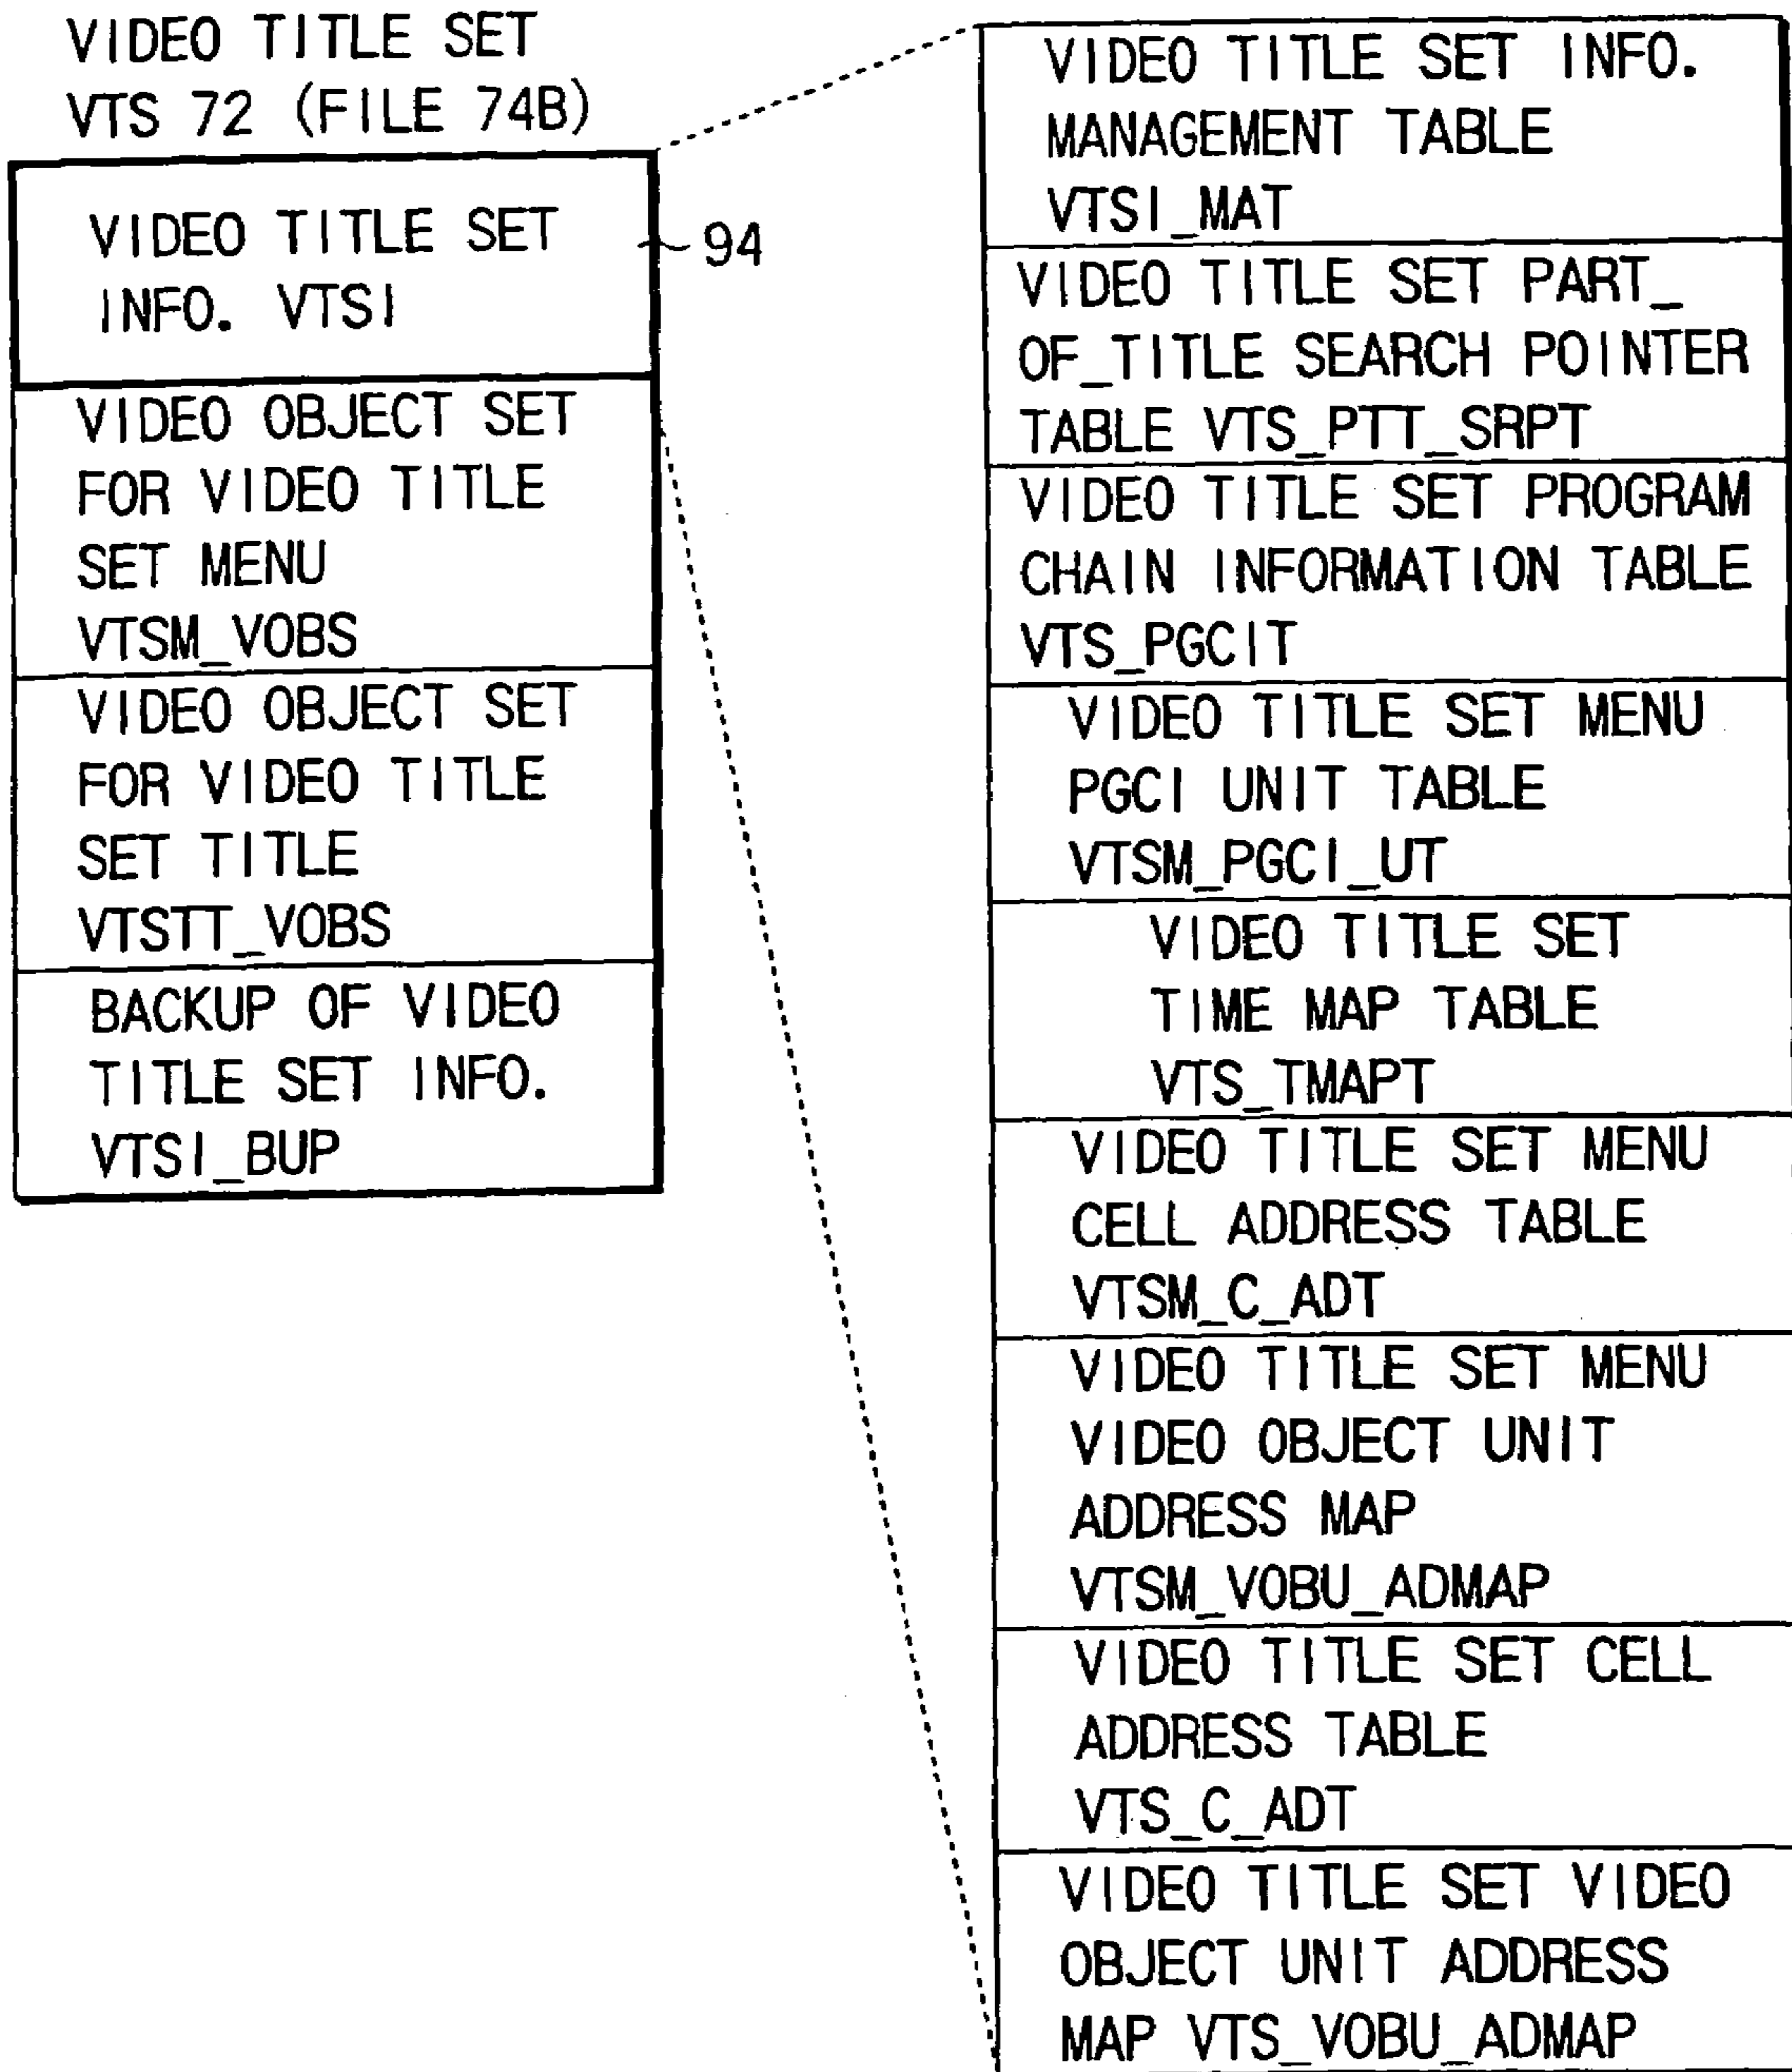 VIDEO TITLE SET
VTS 72 (FILE 74B)
VIDEO TITLE SET
INFO. VTSI
94
VIDEO OBJECT SET
FOR VIDEO TITLE
SET MENU
VTSM_VOBS
VIDEO OBJECT SET
FOR VIDEO TITLE
SET TITLE
VTSTT_VOBS
BACKUP OF VIDEO
TITLE SET INFO.
VTSI_BUP
VIDEO TITLE SET INFO.
MANAGEMENT TABLE
VTSI_MAT
VIDEO TITLE SET PART_
OF_TITLE SEARCH POINTER
TABLE VTS_PTT_SRPT
VIDEO TITLE SET PROGRAM
CHAIN INFORMATION TABLE
VTS_PGCIT
VIDEO TITLE SET MENU
PGCI UNIT TABLE
VTSM_PGCI_UT
VIDEO TITLE SET
TIME MAP TABLE
VTS_TMAPT
VIDEO TITLE SET MENU
CELL ADDRESS TABLE
VTSM_C_ADT
VIDEO TITLE SET MENU
VIDEO OBJECT UNIT
ADDRESS MAP
VTSM_VOBU_ADMAP
VIDEO TITLE SET CELL
ADDRESS TABLE
VTS_C_ADT
VIDEO TITLE SET VIDEO
OBJECT UNIT ADDRESS
MAP VTS_VOBU_ADMAP